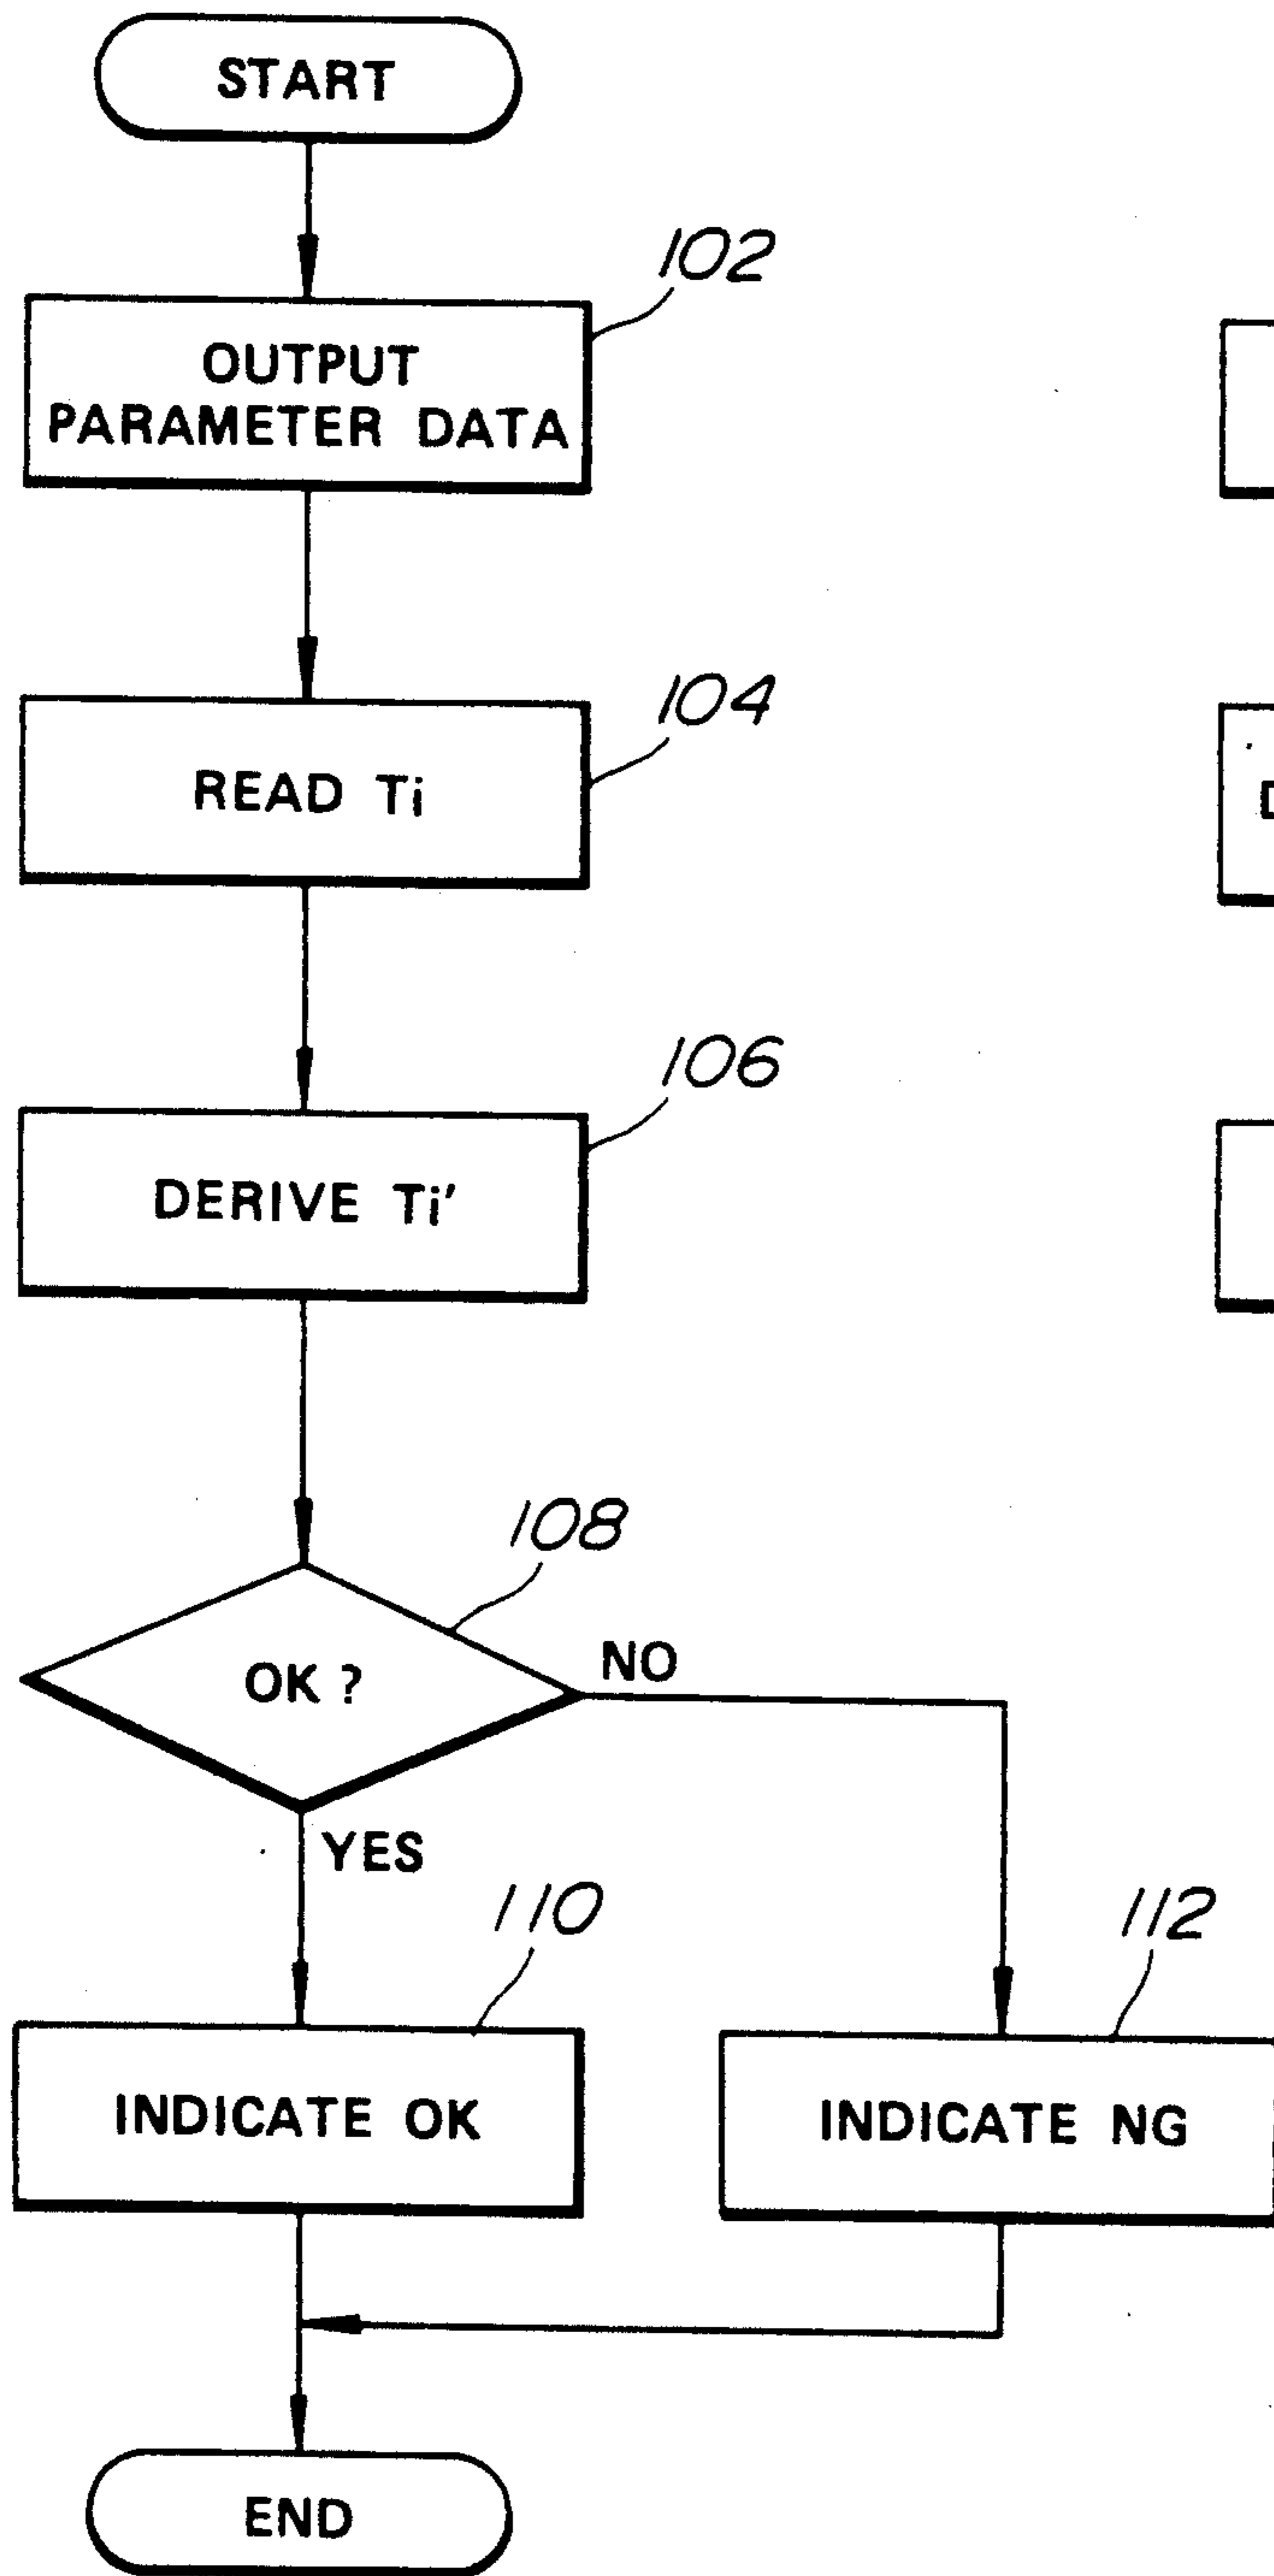 START
102
OUTPUT
PARAMETER DATA
104
READ Ti
106
DERIVE Ti'
108
OK ?
NO
YES
110
112
INDICATE OK
INDICATE NG
END